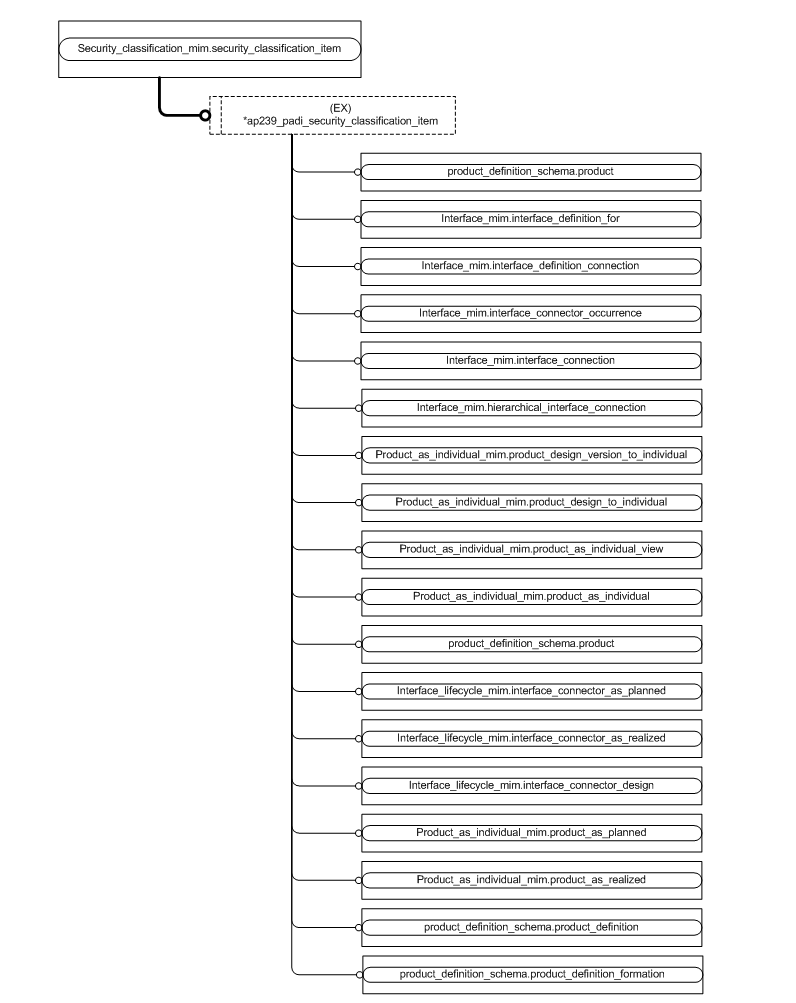 Security_classification_mim.security_classification_item
(EX)
*ap239_padi_security_classification_item
product_definition_schema.product
Interface_mim.interface_definition_for
Interface_mim.interface_definition_connection
Interface_mim.interface_connector_occurrence
Interface_mim.interface_connection
Interface_mim.hierarchical_interface_connection
Product_as_individual_mim.product_design_version_to_individual
Product_as_individual_mim.product_design_to_individual
Product_as_individual_mim.product_as_individual_view
Product_as_individual_mim.product_as_individual
product_definition_schema.product
Interface_lifecycle_mim.interface_connector_as_planned
Interface_lifecycle_mim.interface_connector_as_realized
Interface_lifecycle_mim.interface_connector_design
Product_as_individual_mim.product_as_planned
Product_as_individual_mim.product_as_realized
product_definition_schema.product_definition
product_definition_schema.product_definition_formation